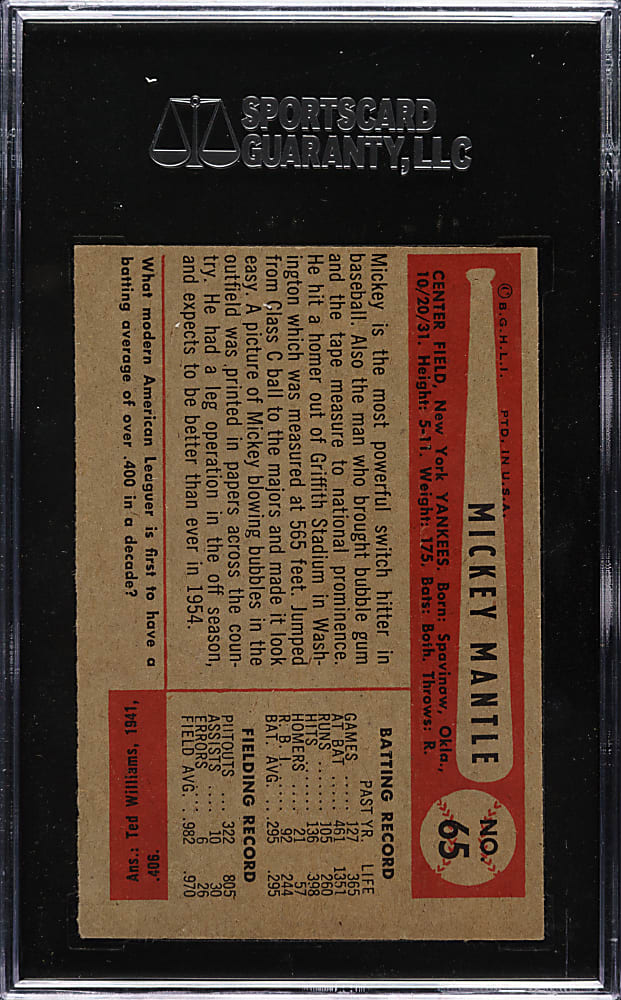 SPORTSCARD
GUARANTY, LLC
© B.G.H.L.I. PTD. IN U.S.A.
MICKEY MANTLE
NO.
65
CENTER FIELD, New York YANKEES. Born: Spavinaw, Okla.,
10/20/31. Height: 5-11. Weight: 175. Bats: Both. Throws: R.
Mickey is the most powerful switch hitter in
baseball. Also the man who brought bubble gum
and the tape measure to national prominence.
He hit a homer out of Griffith Stadium in Wash-
ington which was measured at 565 feet. Jumped
from Class C ball to the majors and made it look
easy. A picture of Mickey blowing bubbles in the
outfield was printed in papers across the coun-
try. He had a leg operation in the off season,
and expects to be better than ever in 1954.
BATTING RECORD
PAST YR. LIFE
GAMES ..... 127 365
AT BAT .... 461 1351
RUNS ...... 105 260
HITS ....... 136 398
HOMERS .... 21 57
R. B. I. ..... 92 244
BAT. AVG. .. .295 .295
FIELDING RECORD
PUTOUTS .. 322 805
ASSISTS .... 10 30
ERRORS .... 6 26
FIELD AVG. . .982 .970
What modern American Leaguer is first to have a
batting average of over .400 in a decade?
Ans.: Ted Williams, 1941,
.406.